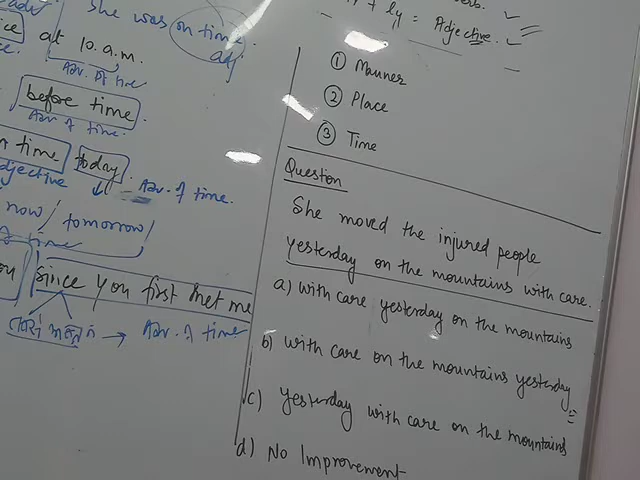 She was on time.
adj
at 10.a.m.
Adv. of time
before time
Adv of time.
time today.
djective
Adv. of time.
now/ tomorrow/
time
since you first met me
Adv. of time
+ ly = Adjective.
① Manner
② Place
③ Time
Question
She moved the injured people
yesterday on the mountains with care.
a) with care yesterday on the mountains
b) with care on the mountains yesterday
c) yesterday with care on the mountains
d) No Improvement